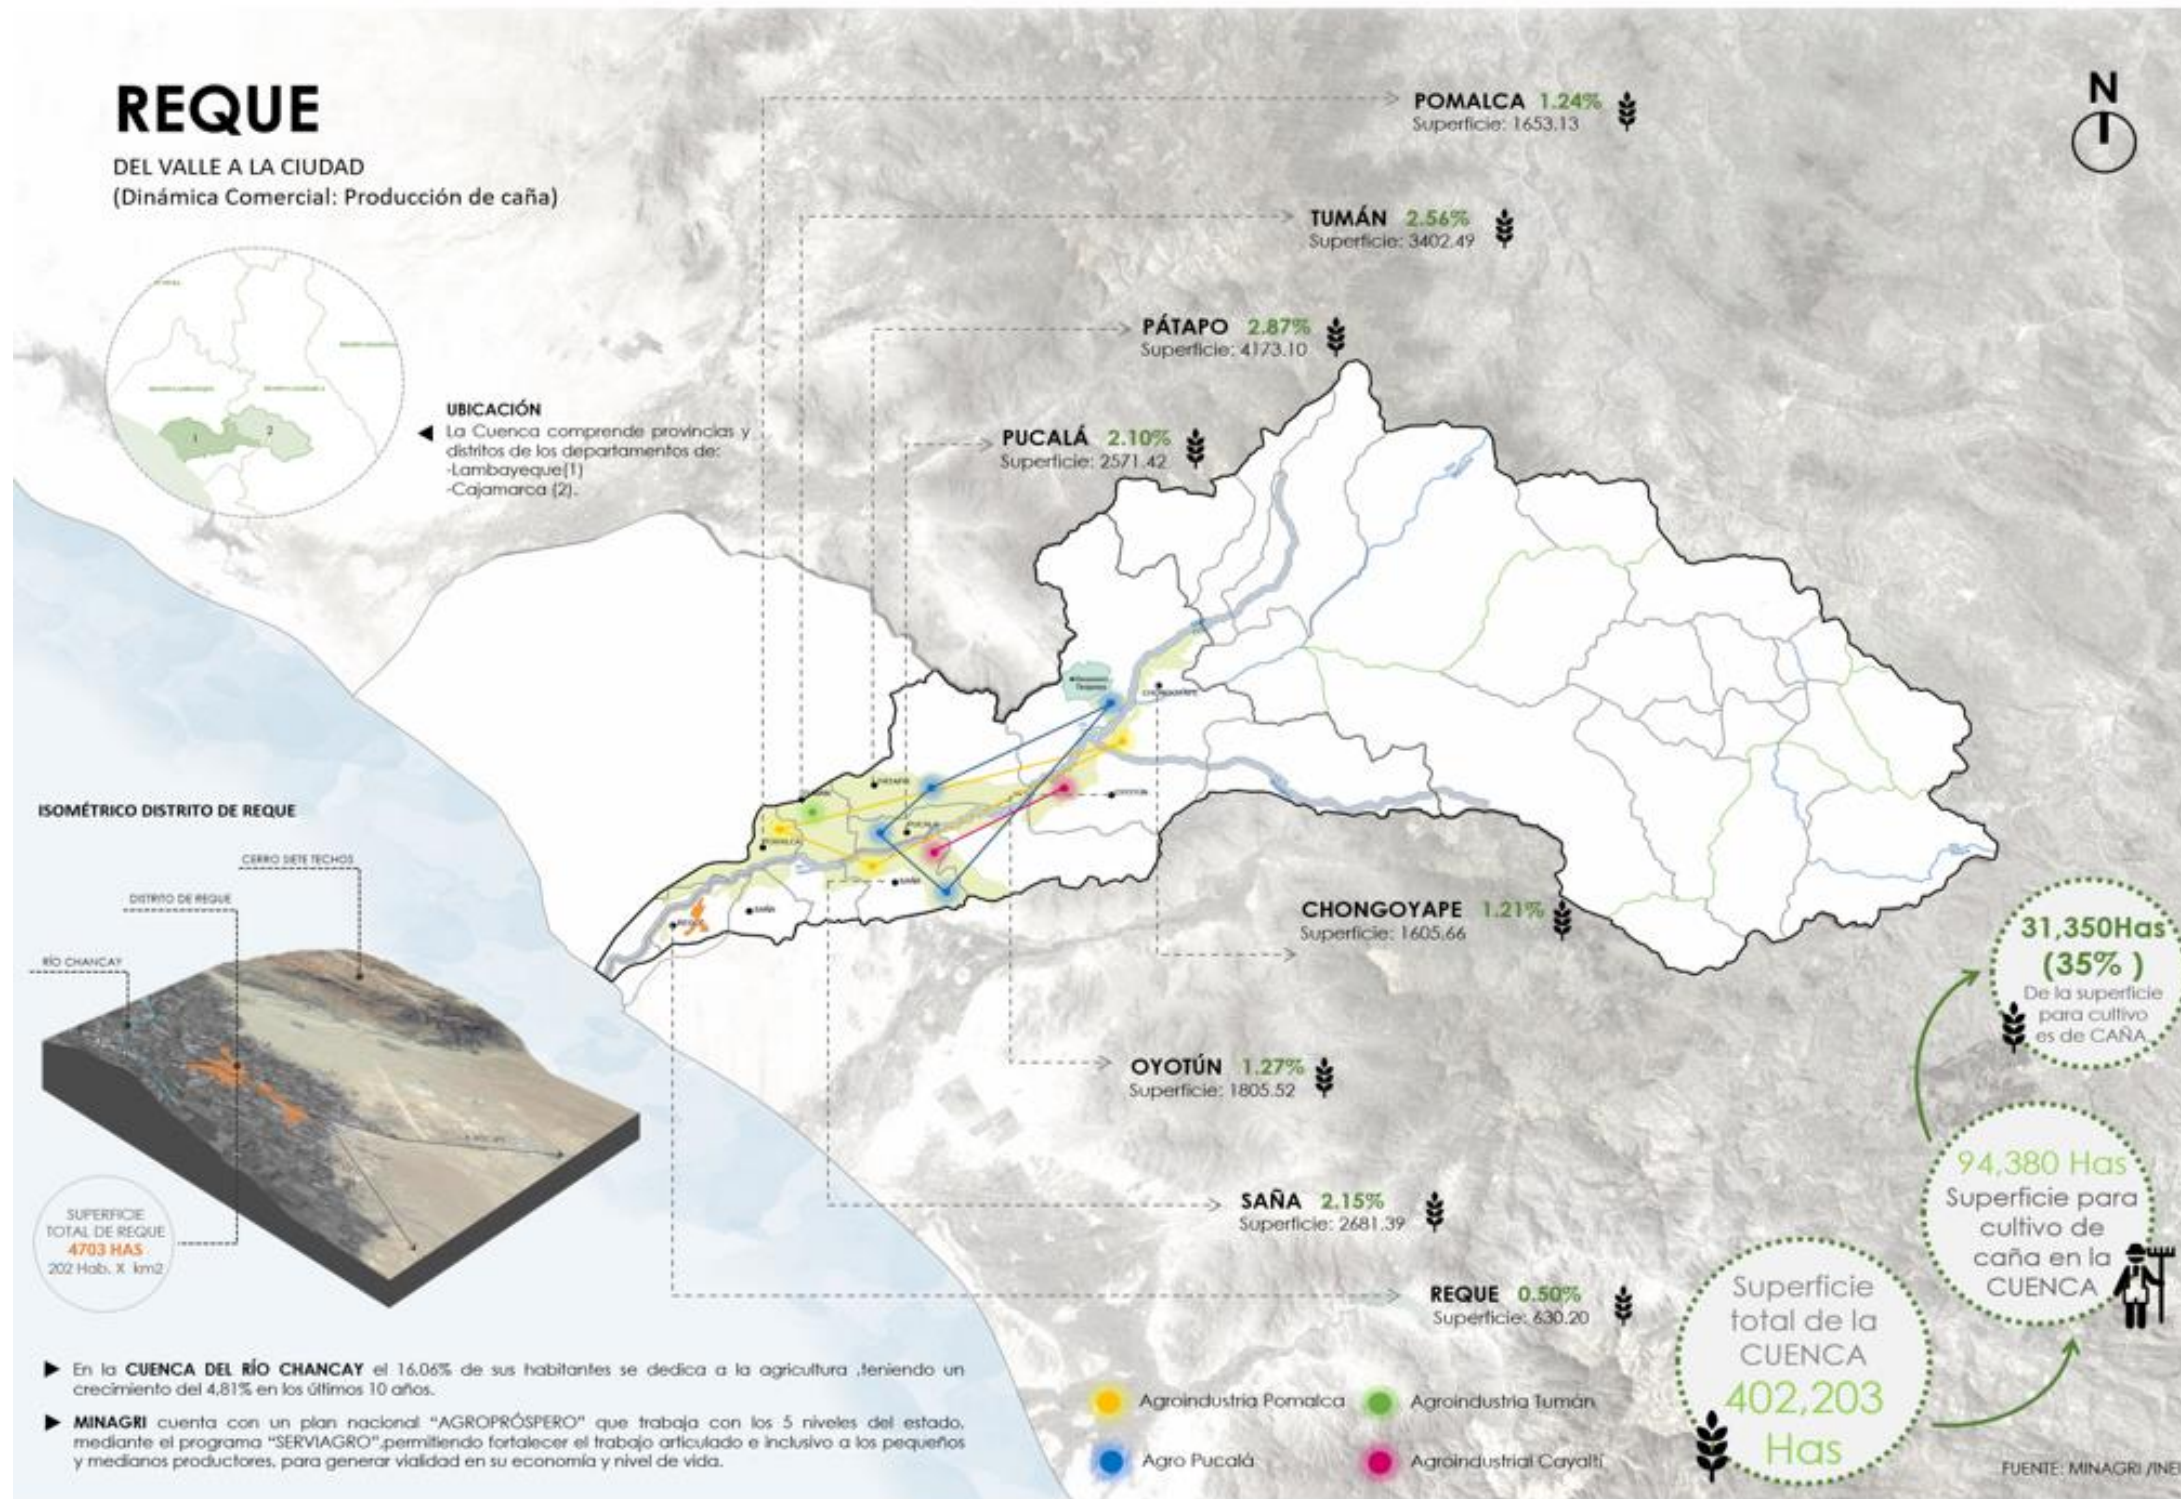 REQUE
DEL VALLE A LA CIUDAD
(Dinámica Comercial: Producción de caña)
N
POMALCA 1.24%
Superficie: 1653.13
TUMÁN 2.56%
Superficie: 3402.49
PÁTAPO 2.87%
Superficie: 4173.10
PUCALÁ 2.10%
Superficie: 2571.42
1
2
UBICACIÓN
La Cuenca comprende provincias y
distritos de los departamentos de:
-Lambayeque(1)
-Cajamarca (2).
CHONGOYAPE
PUCALÁ
POMALCA
OYOTÚN
SAÑA
SAÑA
REQUE
ISOMÉTRICO DISTRITO DE REQUE
CERRO SIETE TECHOS
DISTRITO DE REQUE
RÍO CHANCAY
SUPERFICIE
TOTAL DE REQUE
4703 HAS
202 Hab. X km2
CHONGOYAPE 1.21%
Superficie: 1605.66
OYOTÚN 1.27%
Superficie: 1805.52
SAÑA 2.15%
Superficie: 2681.39
REQUE 0.50%
Superficie: 630.20
31,350Has
(35% )
De la superficie
para cultivo
es de CAÑA
94,380 Has
Superficie para
cultivo de
caña en la
CUENCA
Superficie
total de la
CUENCA
402,203
Has
En la CUENCA DEL RÍO CHANCAY el 16.06% de sus habitantes se dedica a la agricultura ,teniendo un
crecimiento del 4,81% en los últimos 10 años.
MINAGRI cuenta con un plan nacional “AGROPRÓSPERO” que trabaja con los 5 niveles del estado,
mediante el programa “SERVIAGRO”,permitiendo fortalecer el trabajo articulado e inclusivo a los pequeños
y medianos productores, para generar vialidad en su economía y nivel de vida.
Agroindustria Pomalca
Agroindustria Tumán
Agro Pucalá
Agroindustrial Cayaltí
FUENTE: MINAGRI /INEI